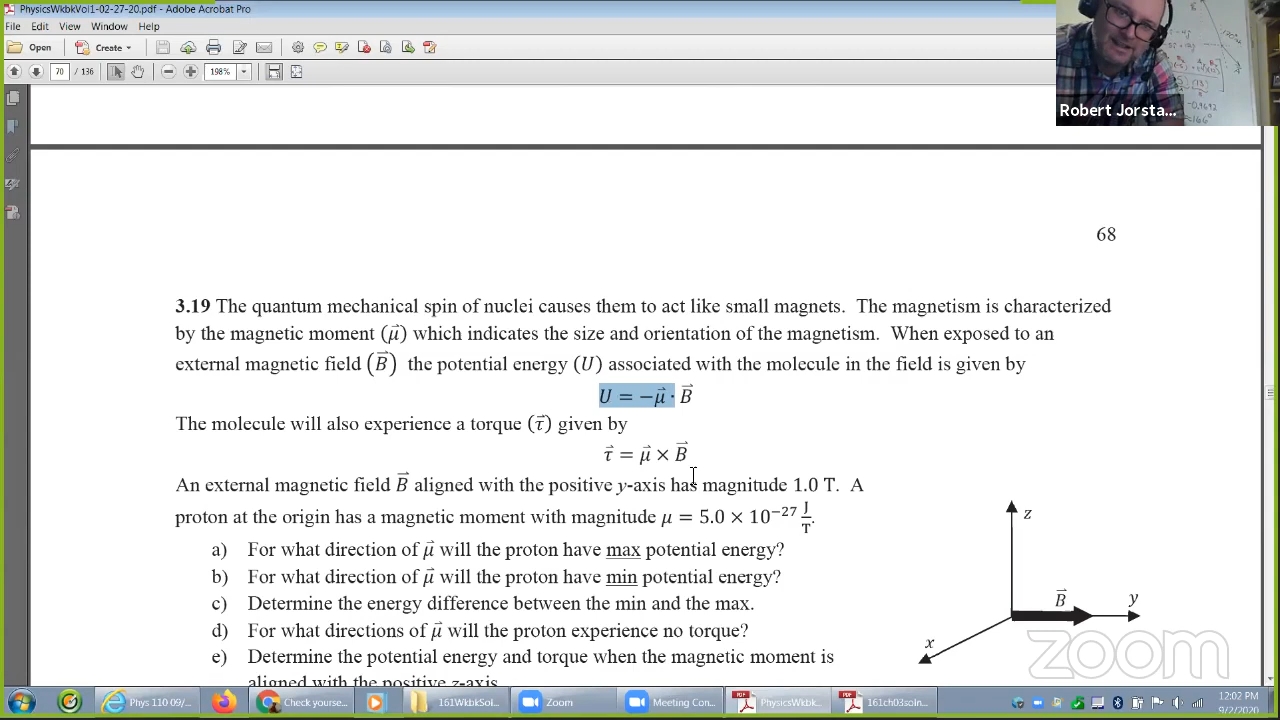 PhysicsWkbkVol1-02-27-20.pdf - Adobe Acrobat Pro
File Edit View Window Help
Open Create
70 / 136 198%
Robert Jorsta...
68
3.19 The quantum mechanical spin of nuclei causes them to act like small magnets. The magnetism is characterized
by the magnetic moment (μ⃗) which indicates the size and orientation of the magnetism. When exposed to an
external magnetic field (B⃗) the potential energy (U) associated with the molecule in the field is given by
U = −μ⃗ · B⃗
The molecule will also experience a torque (τ⃗) given by
τ⃗ = μ⃗ × B⃗
An external magnetic field B⃗ aligned with the positive y-axis has magnitude 1.0 T. A
proton at the origin has a magnetic moment with magnitude μ = 5.0 × 10⁻²⁷ J/T.
a) For what direction of μ⃗ will the proton have max potential energy?
b) For what direction of μ⃗ will the proton have min potential energy?
c) Determine the energy difference between the min and the max.
d) For what directions of μ⃗ will the proton experience no torque?
e) Determine the potential energy and torque when the magnetic moment is
aligned with the positive z-axis.
z
B⃗
y
x
zoom
Phys 110 09/... Check yourse... 161WkbkSol... Zoom Meeting Con... PhysicsWkbk... 161ch03soln...
12:02 PM
9/2/2020